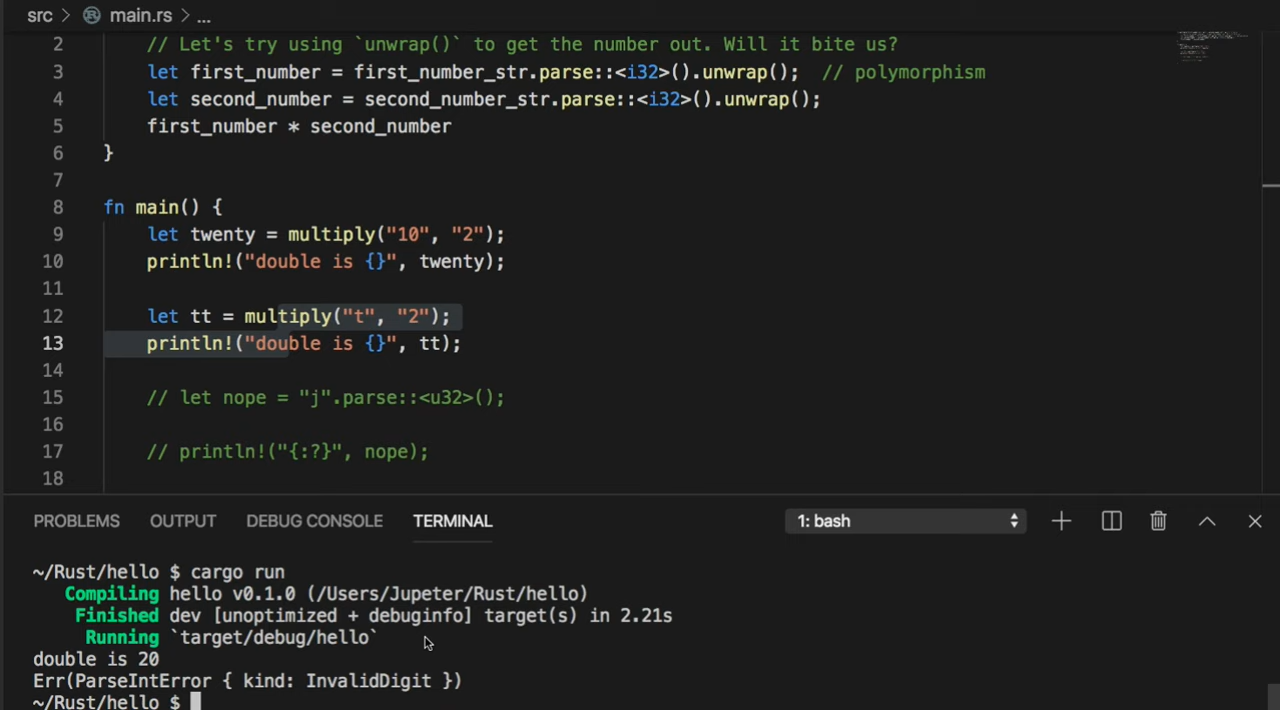 src > main.rs > ...
2 // Let's try using `unwrap()` to get the number out. Will it bite us?
3 let first_number = first_number_str.parse::<i32>().unwrap(); // polymorphism
4 let second_number = second_number_str.parse::<i32>().unwrap();
5 first_number * second_number
6 }
7
8 fn main() {
9 let twenty = multiply("10", "2");
10 println!("double is {}", twenty);
11
12 let tt = multiply("t", "2");
13 println!("double is {}", tt);
14
15 // let nope = "j".parse::<u32>();
16
17 // println!("{:?}", nope);
18
PROBLEMS OUTPUT DEBUG CONSOLE TERMINAL 1: bash
~/Rust/hello $ cargo run
Compiling hello v0.1.0 (/Users/Jupeter/Rust/hello)
Finished dev [unoptimized + debuginfo] target(s) in 2.21s
Running `target/debug/hello`
double is 20
Err(ParseIntError { kind: InvalidDigit })
~/Rust/hello $